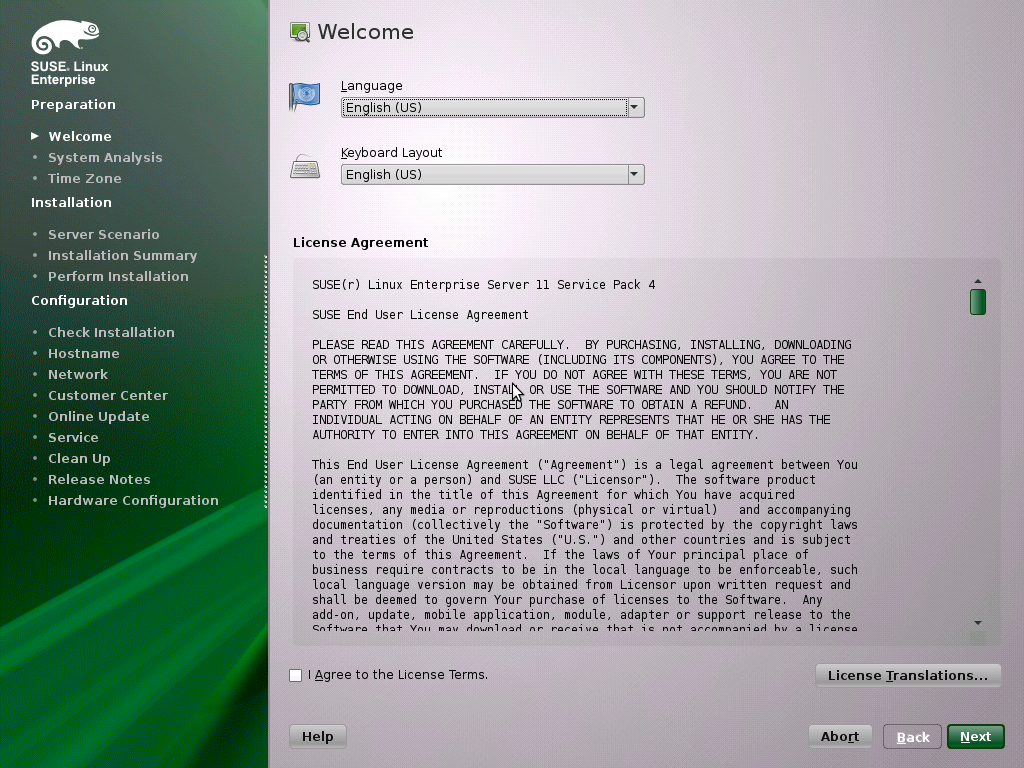 SUSE. Linux
Enterprise
Preparation
Welcome
System Analysis
Time Zone
Installation
Server Scenario
Installation Summary
Perform Installation
Configuration
Check Installation
Hostname
Network
Customer Center
Online Update
Service
Clean Up
Release Notes
Hardware Configuration
Welcome
Language
English (US)
Keyboard Layout
English (US)
License Agreement
SUSE(r) Linux Enterprise Server 11 Service Pack 4
SUSE End User License Agreement
PLEASE READ THIS AGREEMENT CAREFULLY.  BY PURCHASING, INSTALLING, DOWNLOADING
OR OTHERWISE USING THE SOFTWARE (INCLUDING ITS COMPONENTS), YOU AGREE TO THE
TERMS OF THIS AGREEMENT.  IF YOU DO NOT AGREE WITH THESE TERMS, YOU ARE NOT
PERMITTED TO DOWNLOAD, INSTALL OR USE THE SOFTWARE AND YOU SHOULD NOTIFY THE
PARTY FROM WHICH YOU PURCHASED THE SOFTWARE TO OBTAIN A REFUND.   AN
INDIVIDUAL ACTING ON BEHALF OF AN ENTITY REPRESENTS THAT HE OR SHE HAS THE
AUTHORITY TO ENTER INTO THIS AGREEMENT ON BEHALF OF THAT ENTITY.
This End User License Agreement ("Agreement") is a legal agreement between You
(an entity or a person) and SUSE LLC ("Licensor").  The software product
identified in the title of this Agreement for which You have acquired
licenses, any media or reproductions (physical or virtual)   and accompanying
documentation (collectively the "Software") is protected by the copyright laws
and treaties of the United States ("U.S.") and other countries and is subject
to the terms of this Agreement.  If the laws of Your principal place of
business require contracts to be in the local language to be enforceable, such
local language version may be obtained from Licensor upon written request and
shall be deemed to govern Your purchase of licenses to the Software.  Any
add-on, update, mobile application, module, adapter or support release to the
Software that You may download or receive that is not accompanied by a license
I Agree to the License Terms.
License Translations...
Help
Abort
Back
Next